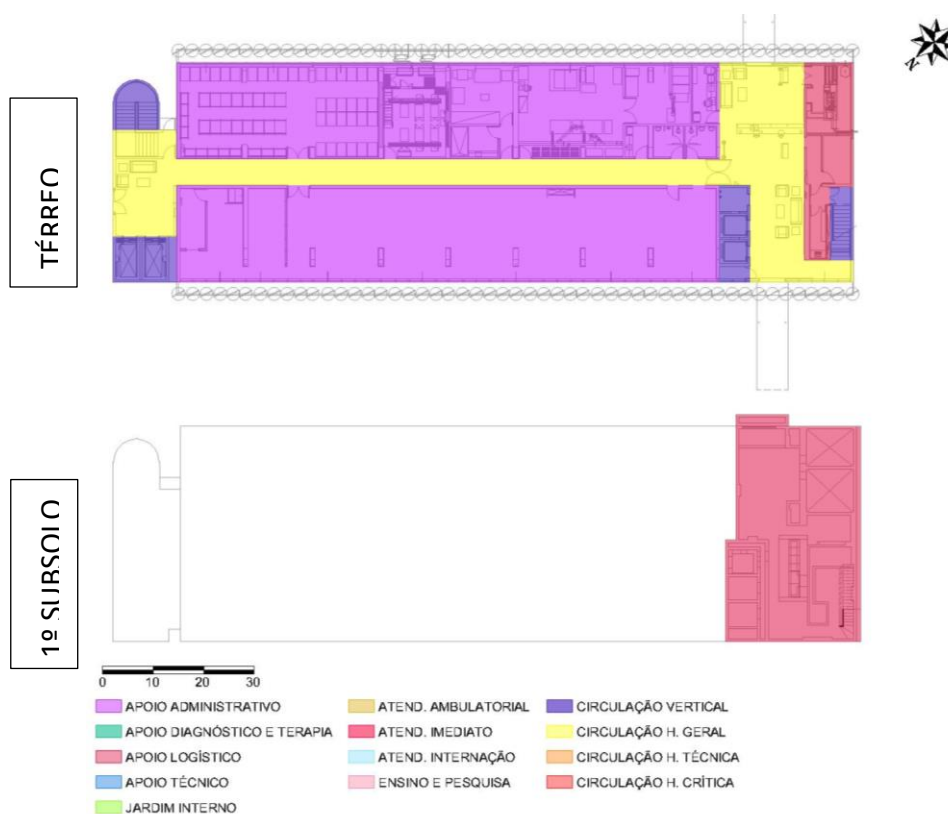 N
TÉRREO
1º SUBSOLO
0 10 20 30
APOIO ADMINISTRATIVO
APOIO DIAGNÓSTICO E TERAPIA
APOIO LOGÍSTICO
APOIO TÉCNICO
JARDIM INTERNO
ATEND. AMBULATORIAL
ATEND. IMEDIATO
ATEND. INTERNAÇÃO
ENSINO E PESQUISA
CIRCULAÇÃO VERTICAL
CIRCULAÇÃO H. GERAL
CIRCULAÇÃO H. TÉCNICA
CIRCULAÇÃO H. CRÍTICA